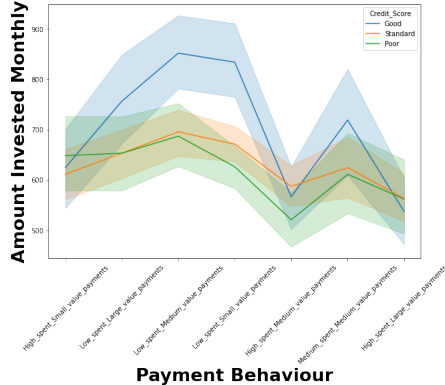 Amount Invested Monthly
900
800
700
600
500
Credit_Score
Good
Standard
Poor
High_spent_Small_value_payments
Low_spent_Large_value_payments
Low_spent_Medium_value_payments
Low_spent_Small_value_payments
High_spent_Medium_value_payments
Medium_spent_Medium_value_payments
High_spent_Large_value_payments
Payment Behaviour